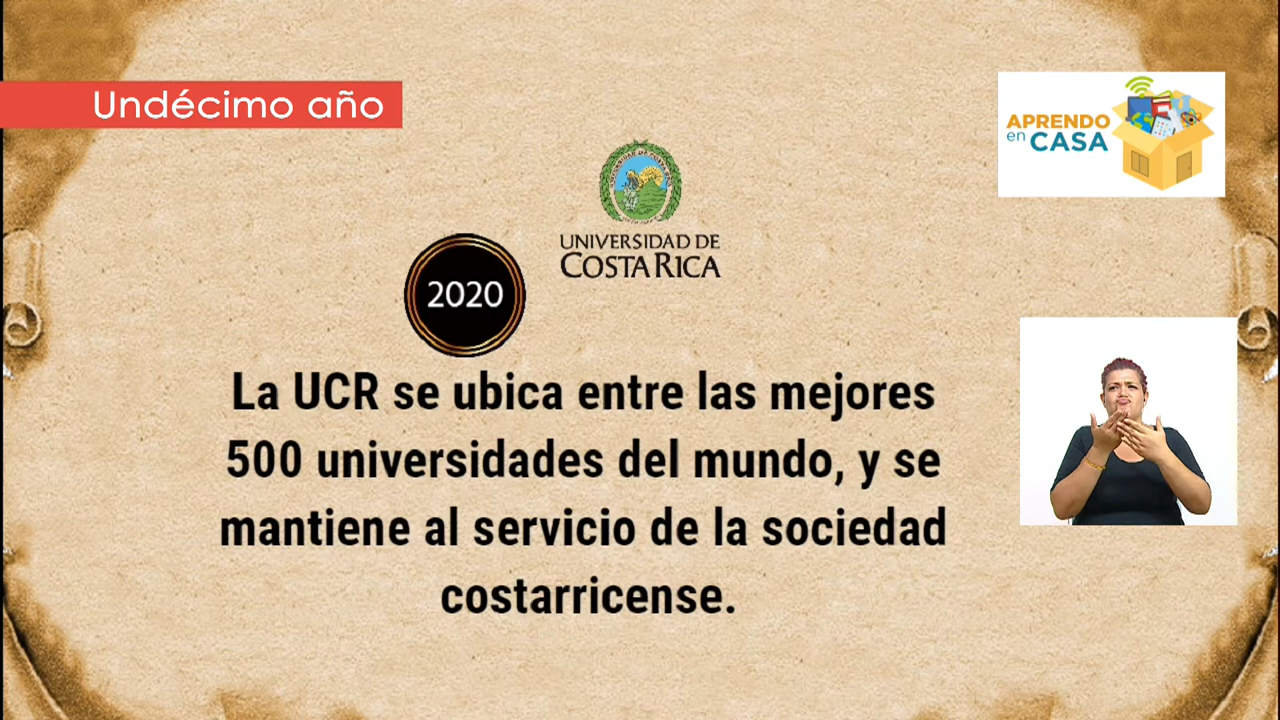 Undécimo año
APRENDO
en CASA
UNIVERSIDAD DE
COSTA RICA
2020
La UCR se ubica entre las mejores
500 universidades del mundo, y se
mantiene al servicio de la sociedad
costarricense.